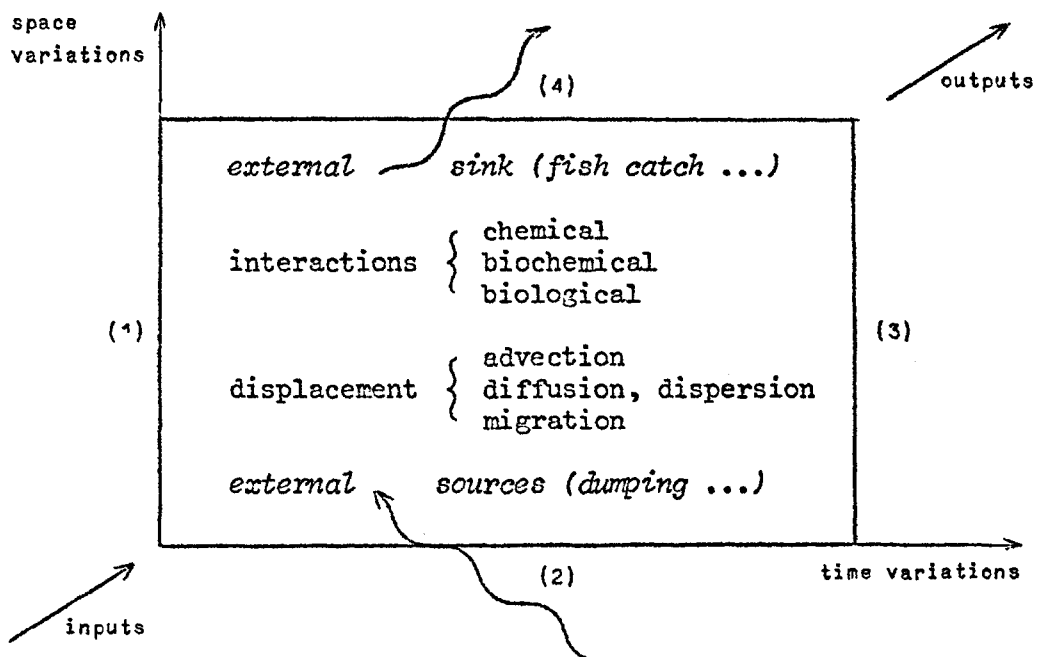 space
variations
(4)
outputs
external sink (fish catch ...)
interactions { chemical
biochemical
biological
(1)
(3)
displacement { advection
diffusion, dispersion
migration
external sources (dumping ...)
(2)
time variations
inputs